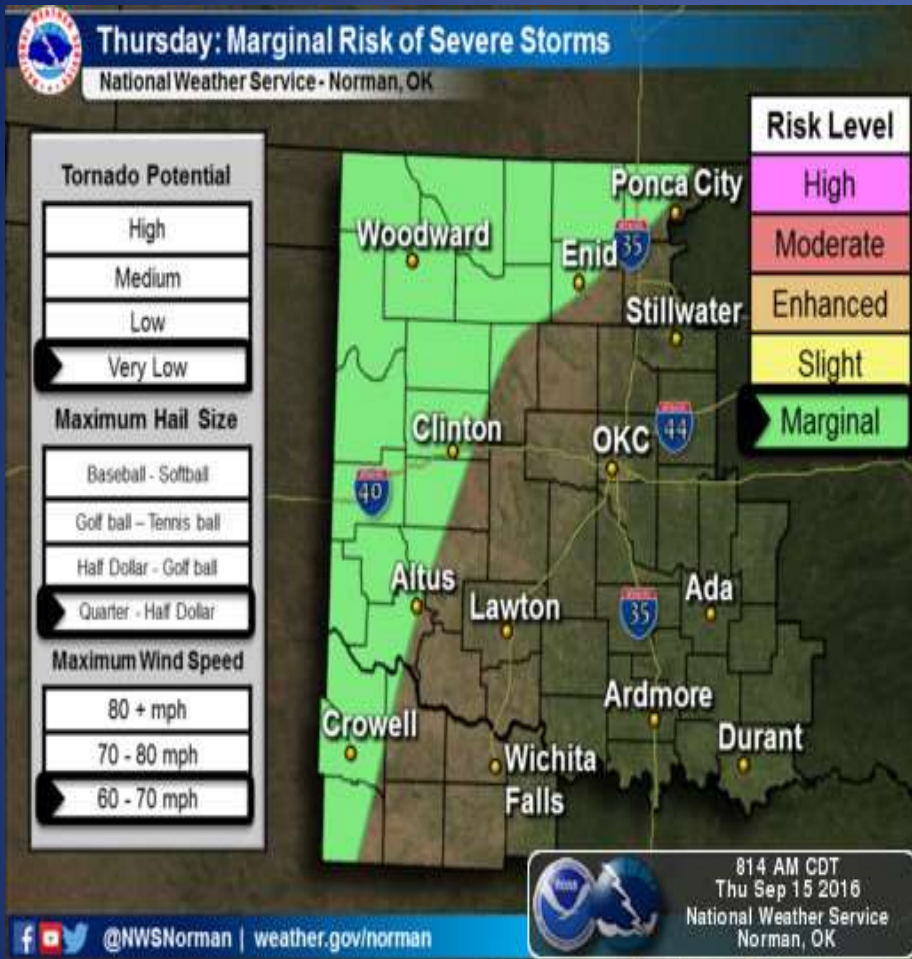 Thursday: Marginal Risk of Severe Storms
National Weather Service - Norman, OK
Tornado Potential
High
Medium
Low
Very Low
Maximum Hail Size
Baseball - Softball
Golf ball – Tennis ball
Half Dollar - Golf ball
Quarter - Half Dollar
Maximum Wind Speed
80 + mph
70 - 80 mph
60 - 70 mph
Risk Level
High
Moderate
Enhanced
Slight
Marginal
Ponca City
Woodward
35
Enid
Stillwater
Clinton
OKC
44
40
Altus
Lawton
35
Ada
Crowell
Ardmore
Wichita
Falls
Durant
814 AM CDT
Thu Sep 15 2016
National Weather Service
Norman, OK
@NWSNorman | weather.gov/norman